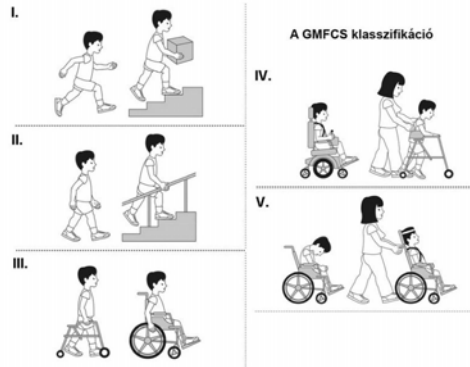 I.
II.
III.
A GMFCS klasszifikáció
IV.
V.